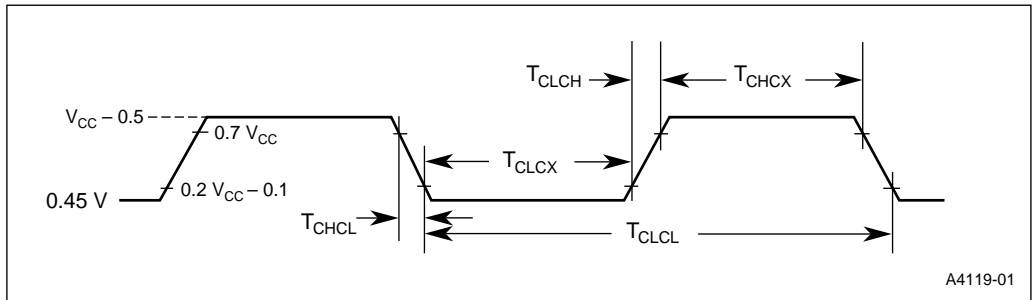 T_CLCH
T_CHCX
V_CC – 0.5
0.7 V_CC
T_CLCX
0.2 V_CC – 0.1
0.45 V
T_CHCL
T_CLCL
A4119-01